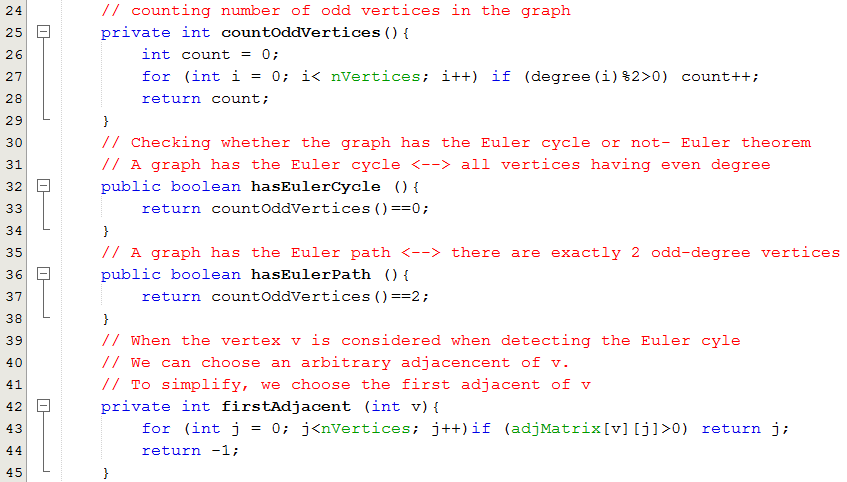 24 // counting number of odd vertices in the graph
25 private int countOddVertices(){
26 int count = 0;
27 for (int i = 0; i< nVertices; i++) if (degree(i)%2>0) count++;
28 return count;
29 }
30 // Checking whether the graph has the Euler cycle or not- Euler theorem
31 // A graph has the Euler cycle <--> all vertices having even degree
32 public boolean hasEulerCycle (){
33 return countOddVertices()==0;
34 }
35 // A graph has the Euler path <--> there are exactly 2 odd-degree vertices
36 public boolean hasEulerPath (){
37 return countOddVertices()==2;
38 }
39 // When the vertex v is considered when detecting the Euler cyle
40 // We can choose an arbitrary adjacencent of v.
41 // To simplify, we choose the first adjacent of v
42 private int firstAdjacent (int v){
43 for (int j = 0; j<nVertices; j++)if (adjMatrix[v][j]>0) return j;
44 return -1;
45 }